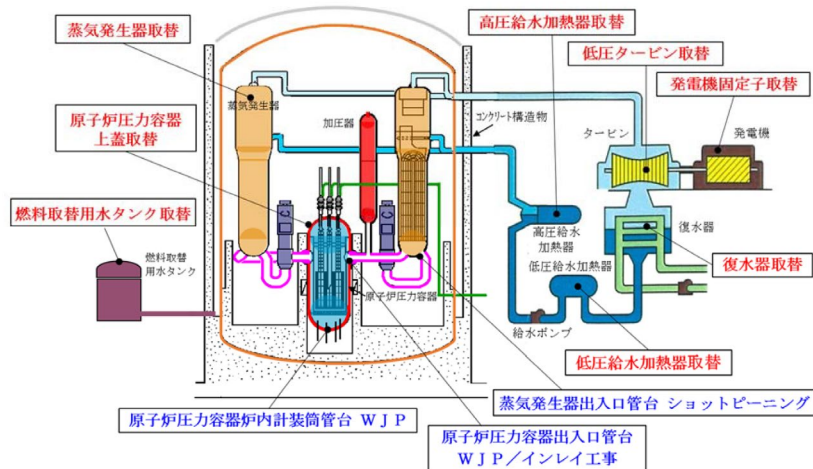 蒸気発生器取替
高圧給水加熱器取替
低圧タービン取替
発電機固定子取替
原子炉圧力容器
上蓋取替
蒸気発生器
加圧器
コンクリート構造物
タービン
発電機
燃料取替用水タンク取替
燃料取替
用水タンク
高圧給水
加熱器
復水器
復水器取替
低圧給水加熱器
原子炉圧力容器
給水ポンプ
低圧給水加熱器取替
原子炉圧力容器炉内計装筒管台 WJP
蒸気発生器出入口管台 ショットピーニング
原子炉圧力容器出入口管台
WJP/インレイ工事